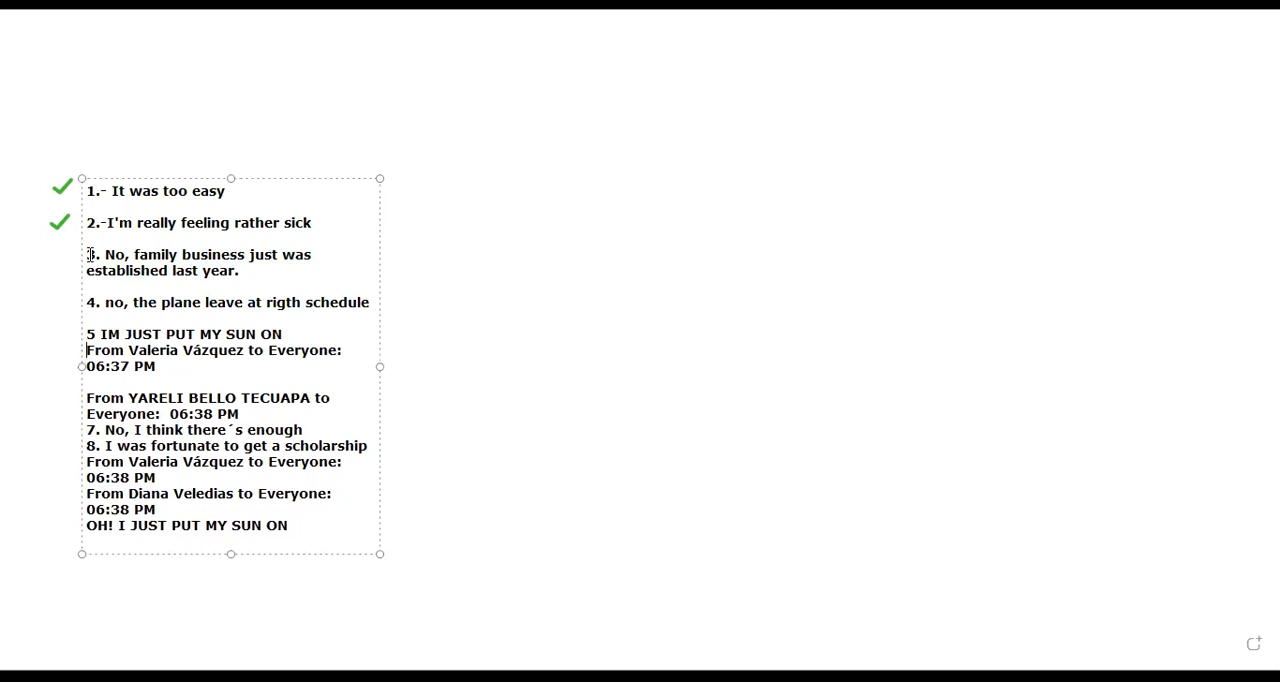 1.- It was too easy
2.-I'm really feeling rather sick
3. No, family business just was
established last year.
4. no, the plane leave at rigth schedule
5 IM JUST PUT MY SUN ON
From Valeria Vázquez to Everyone:
06:37 PM
From YARELI BELLO TECUAPA to
Everyone:  06:38 PM
7. No, I think there´s enough
8. I was fortunate to get a scholarship
From Valeria Vázquez to Everyone:
06:38 PM
From Diana Veledias to Everyone:
06:38 PM
OH! I JUST PUT MY SUN ON